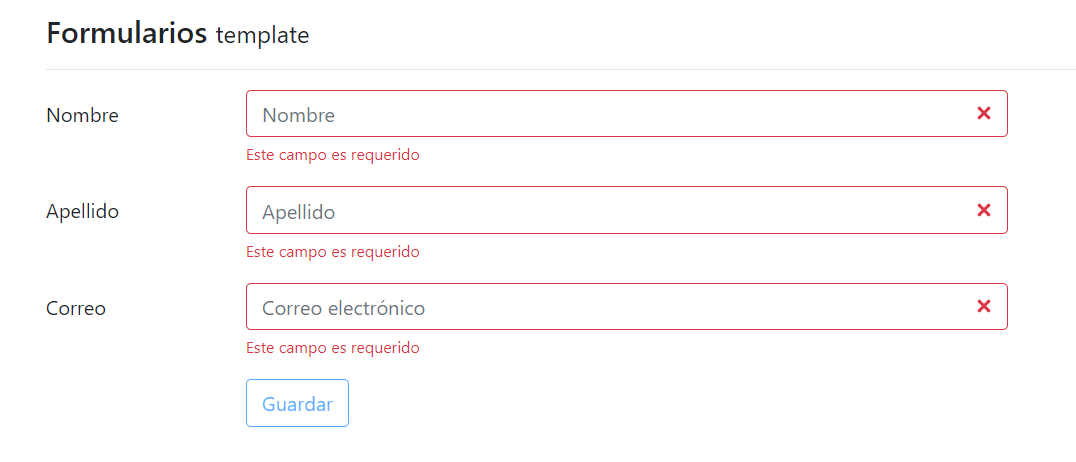 Formularios template
Nombre
Nombre
Este campo es requerido
Apellido
Apellido
Este campo es requerido
Correo
Correo electrónico
Este campo es requerido
Guardar